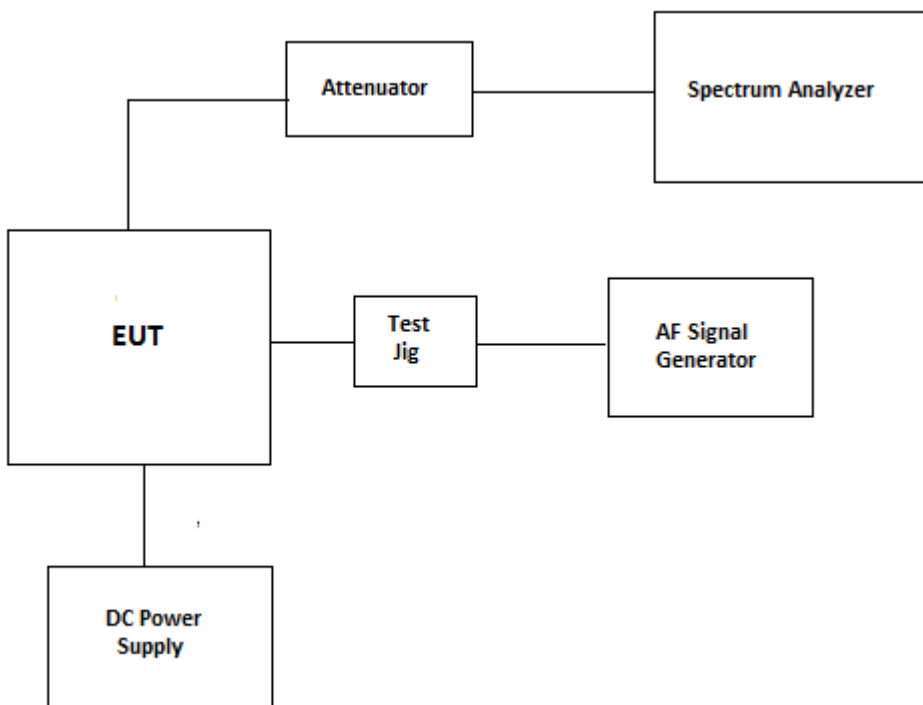 Attenuator
Spectrum Analyzer
EUT
Test
Jig
AF Signal
Generator
DC Power
Supply